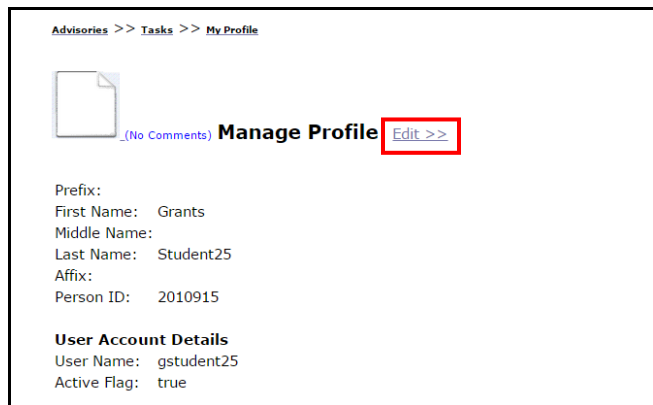 Advisories >> Tasks >> My Profile
(No Comments) Manage Profile Edit >>
Prefix:
First Name: Grants
Middle Name:
Last Name: Student25
Affix:
Person ID: 2010915
User Account Details
User Name: gstudent25
Active Flag: true